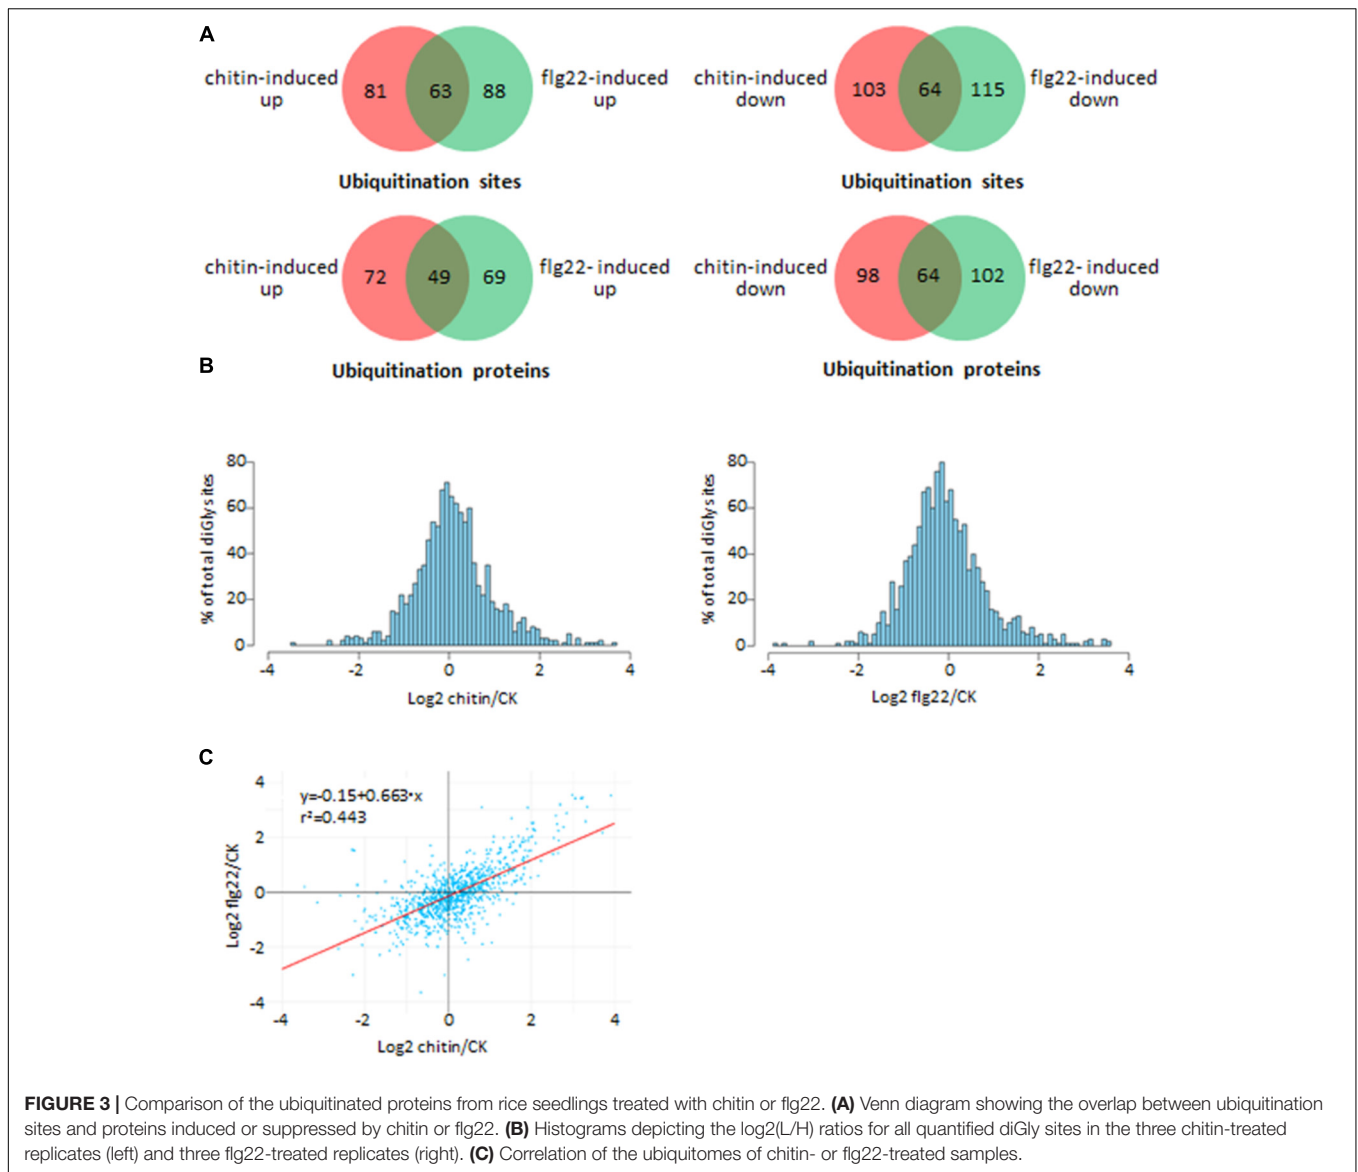 A
chitin-induced up
81
63
88
flg22-induced up
chitin-induced down
103
64
115
flg22-induced down
Ubiquitination sites
Ubiquitination sites
chitin-induced up
72
49
69
flg22- induced up
chitin-induced down
98
64
102
flg22- induced down
Ubiquitination proteins
Ubiquitination proteins
B
% of total diGly sites
80
60
40
20
0
-4
-2
0
2
4
Log2 chitin/CK
% of total diGly sites
80
60
40
20
0
-4
-2
0
2
4
Log2 flg22/CK
C
y=-0.15+0.663*x
r²=0.443
Log2 flg22/CK
4
2
0
-2
-4
-4
-2
0
2
4
Log2 chitin/CK
FIGURE 3 | Comparison of the ubiquitinated proteins from rice seedlings treated with chitin or flg22. (A) Venn diagram showing the overlap between ubiquitination
sites and proteins induced or suppressed by chitin or flg22. (B) Histograms depicting the log2(L/H) ratios for all quantified diGly sites in the three chitin-treated
replicates (left) and three flg22-treated replicates (right). (C) Correlation of the ubiquitomes of chitin- or flg22-treated samples.